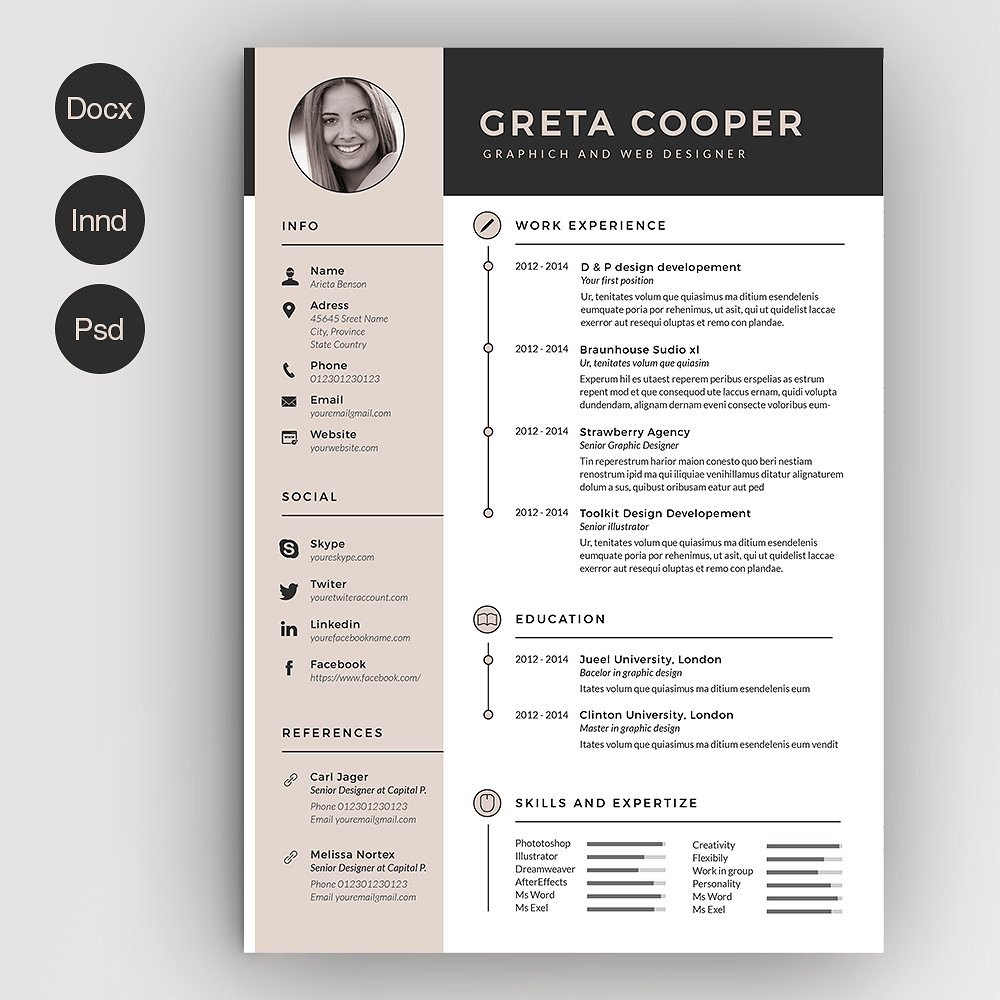 Docx
Innd
Psd
GRETA COOPER
GRAPHICH AND WEB DESIGNER
INFO
Name
Arieta Benson
Adress
45645 Sreet Name
City, Province
State Country
Phone
012301230123
Email
youremailgmail.com
Website
yourwebsite.com
SOCIAL
Skype
youreskype.com
Twiter
youretwiteraccount.com
Linkedin
yourefacebookname.com
Facebook
https://www.facebook.com/
REFERENCES
Carl Jager
Senior Designer at Capital P.
Phone 012301230123
Email youremailgmail.com
Melissa Nortex
Senior Designer at Capital P.
Phone 012301230123
Email youremailgmail.com
WORK EXPERIENCE
2012 - 2014 D & P design developement
Your first position
Ur, tenitates volum que quasimus ma ditium esendelenis
eumquate poria por rehenimus, ut asit, qui ut quidelist laccae
exerror aut resequi oluptas et remo con plandae.
2012 - 2014 Braunhouse Sudio xl
Ur, tenitates volum que quasim
Experum hil es utaest reperem peribus erspelias as estrum
repent mod et que consequod ute laccus ernam, quidi volupta
dundendam, alignam dernam eveni consecte voloribus eum-
2012 - 2014 Strawberry Agency
Senior Graphic Designer
Tin reperestrum harior maion conesto quo beri nestiam
renostrum ipid ma qui iliquiae venihillamus ditatur alignaturem
dolum a sus, quibust oribusam eatur aut ped
2012 - 2014 Toolkit Design Developement
Senior illustrator
Ur, tenitates volum que quasimus ma ditium esendelenis
eumquate poria por rehenimus, ut asit, qui ut quidelist laccae
exerror aut resequi oluptas et remo con plandae.
EDUCATION
2012 - 2014 Jueel University, London
Bacelor in graphic design
Itates volum que quasimus ma ditium esendelenis eum
2012 - 2014 Clinton University, London
Master in graphic design
Itates volum que quasimus ma ditium esendelenis eum vendit
SKILLS AND EXPERTIZE
Phototoshop
Illustrator
Dreamweaver
AfterEffects
Ms Word
Ms Exel
Creativity
Flexibily
Work in group
Personality
Ms Word
Ms Exel